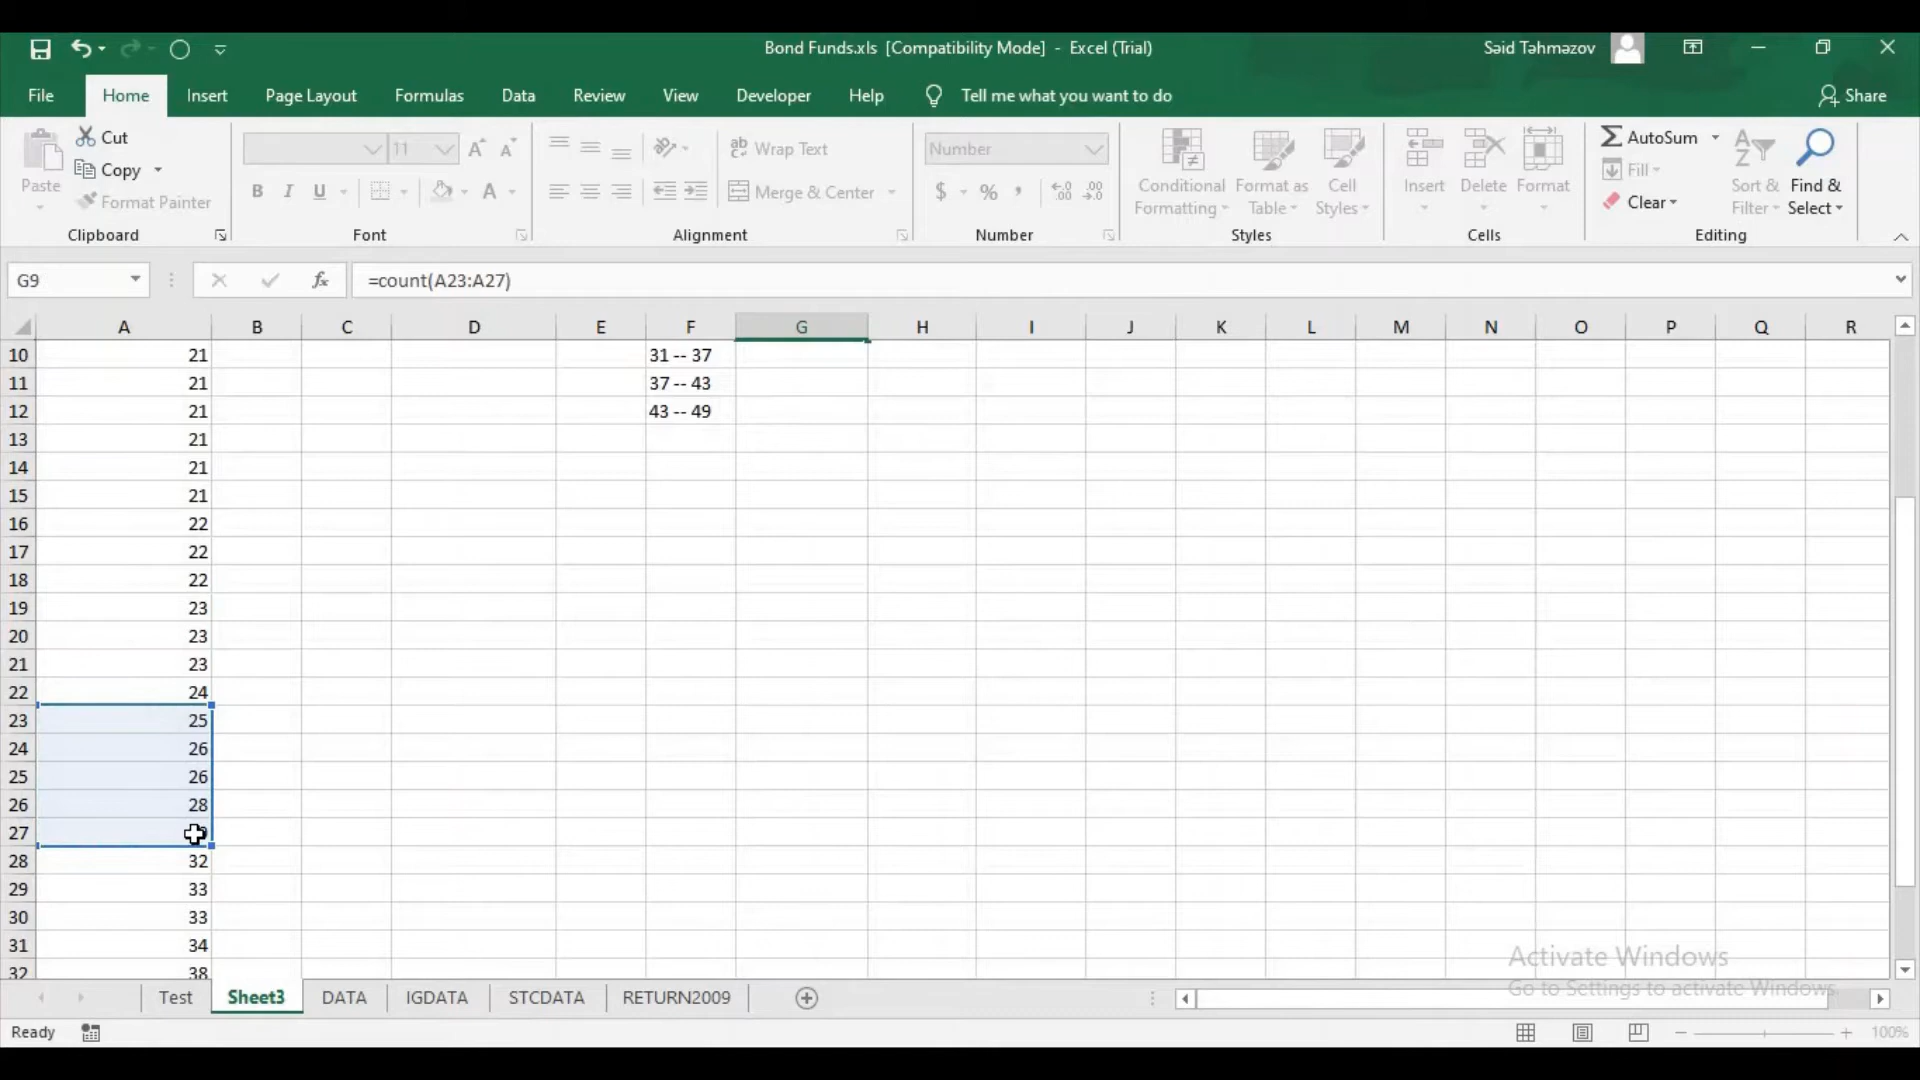 Bond Funds.xls [Compatibility Mode] - Excel (Trial)
Səid Təhməzov
File Home Insert Page Layout Formulas Data Review View Developer Help Tell me what you want to do Share
Paste
Cut
Copy
Format Painter
Clipboard
11
B I U
Font
Wrap Text
Merge & Center
Alignment
Number
$ % ,
Number
Conditional Formatting
Format as Table
Cell Styles
Styles
Insert
Delete
Format
Cells
AutoSum
Fill
Clear
Sort & Filter
Find & Select
Editing
G9 fx =count(A23:A27)
A B C D E F G H I J K L M N O P Q R
10 21 31 -- 37
11 21 37 -- 43
12 21 43 -- 49
13 21
14 21
15 21
16 22
17 22
18 22
19 23
20 23
21 23
22 24
23 25
24 26
25 26
26 28
27
28 32
29 33
30 33
31 34
32 38
Activate Windows
Go to Settings to activate Windows.
Test Sheet3 DATA IGDATA STCDATA RETURN2009
Ready 100%